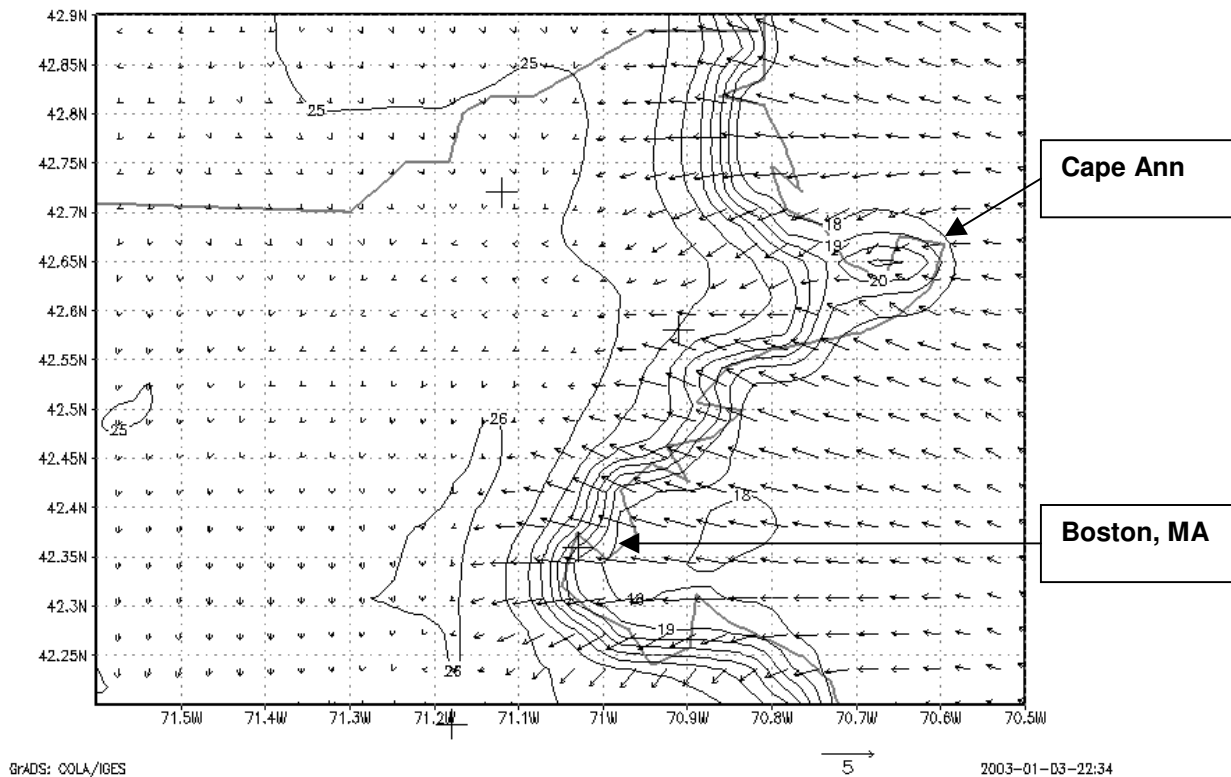 42.9N
42.85N
42.8N
42.75N
42.7N
42.65N
42.6N
42.55N
42.5N
42.45N
42.4N
42.35N
42.3N
42.25N
25
25
18
19
20
25
26
18
18
19
26
Cape Ann
Boston, MA
71.5W 71.4W 71.3W 71.2W 71.1W 71W 70.9W 70.8W 70.7W 70.6W 70.5W
5
GrADS: COLA/IGES 2003-01-03-22:34